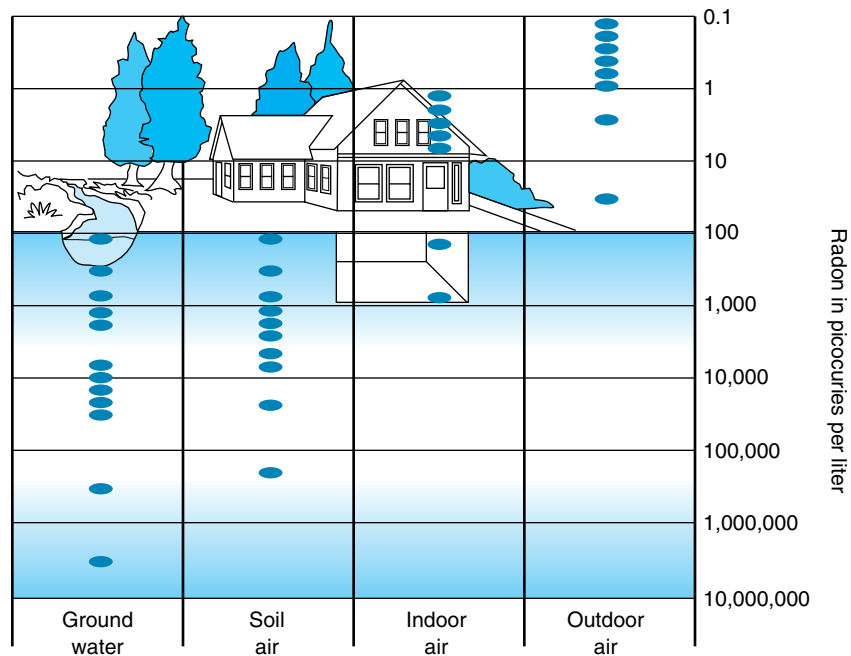 0.1
1
10
100
1,000
10,000
100,000
1,000,000
10,000,000
Radon in picocuries per liter
Ground
water
Soil
air
Indoor
air
Outdoor
air